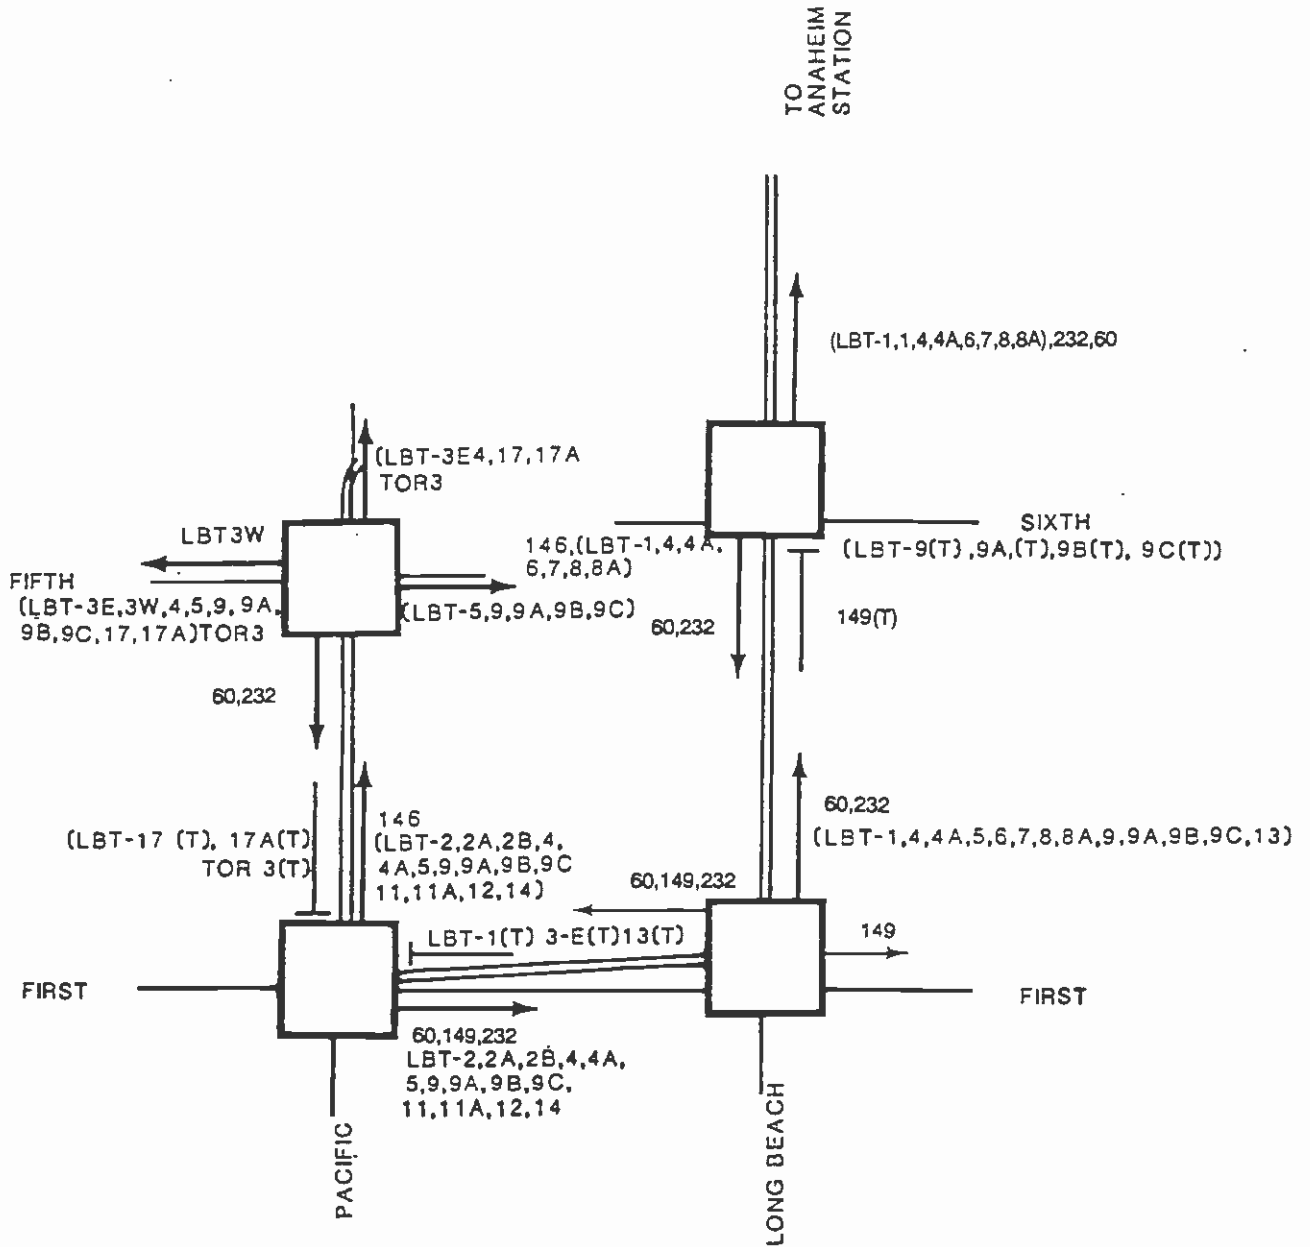 TO
ANAHEIM
STATION
(LBT-1,1,4,4A,6,7,8,8A),232,60
(LBT-3E4,17,17A
TOR3
LBT3W
146,(LBT-1,4,4A,
6,7,8,8A)
SIXTH
(LBT-9(T),9A,(T),9B(T), 9C(T))
FIFTH
(LBT-3E,3W,4,5,9,9A,
9B,9C,17,17A)TOR3
(LBT-5,9,9A,9B,9C)
60,232
149(T)
60,232
60,232
(LBT-1,4,4A,5,6,7,8,8A,9,9A,9B,9C,13)
(LBT-17 (T), 17A(T)
TOR 3(T)
146
(LBT-2,2A,2B,4,
4A,5,9,9A,9B,9C
11,11A,12,14)
60,149,232
LBT-1(T) 3-E(T)13(T)
149
FIRST
FIRST
60,149,232
LBT-2,2A,2B,4,4A,
5,9,9A,9B,9C,
11,11A,12,14
PACIFIC
LONG BEACH